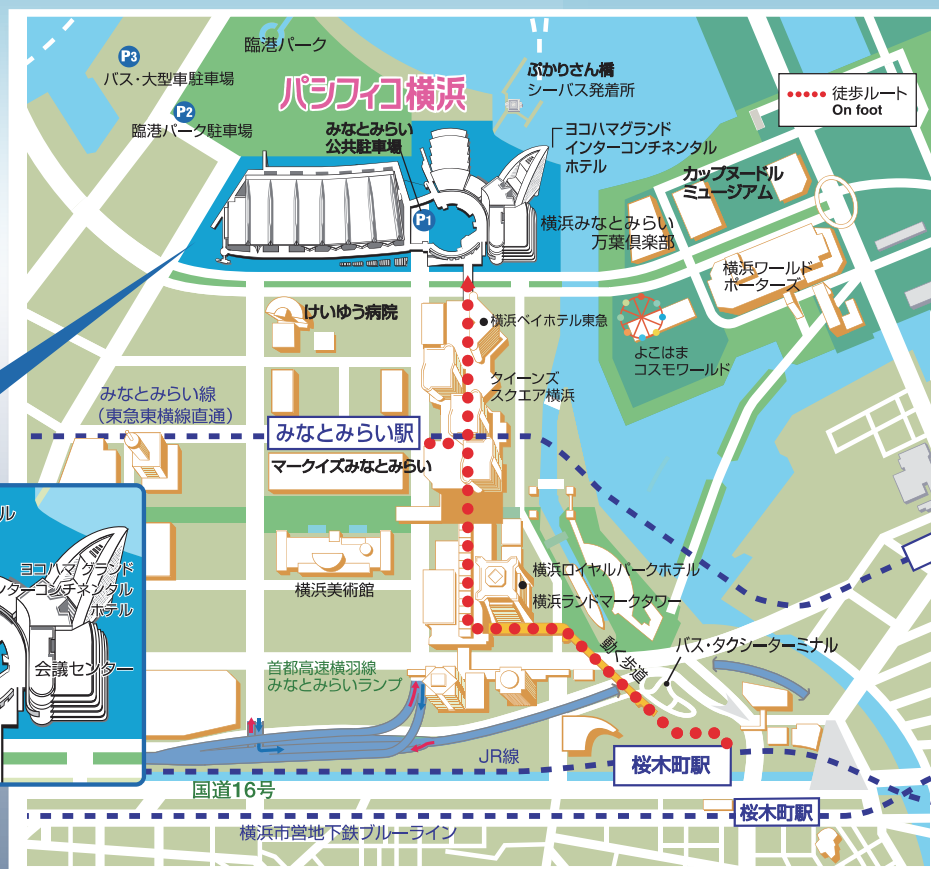 臨港パーク
P3
バス・大型車駐車場
P2
臨港パーク駐車場
パシフィコ横浜
みなとみらい
公共駐車場
P1
ぷかりさん橋
シーバス発着所
ヨコハマグランド
インターコンチネンタル
ホテル
徒歩ルート
On foot
カップヌードル
ミュージアム
横浜みなとみらい
万葉倶楽部
横浜ワールド
ポーターズ
けいゆう病院
横浜ベイホテル東急
よこはま
コスモワールド
クイーンズ
スクエア横浜
みなとみらい線
(東急東横線直通)
みなとみらい駅
マークイズみなとみらい
ル
ヨコハマ グランド
ンターコンチネンタル
ホテル
会議センター
横浜美術館
横浜ロイヤルパークホテル
横浜ランドマークタワー
動く歩道
バス・タクシーターミナル
首都高速横羽線
みなとみらいランプ
JR線
桜木町駅
国道16号
桜木町駅
横浜市営地下鉄ブルーライン